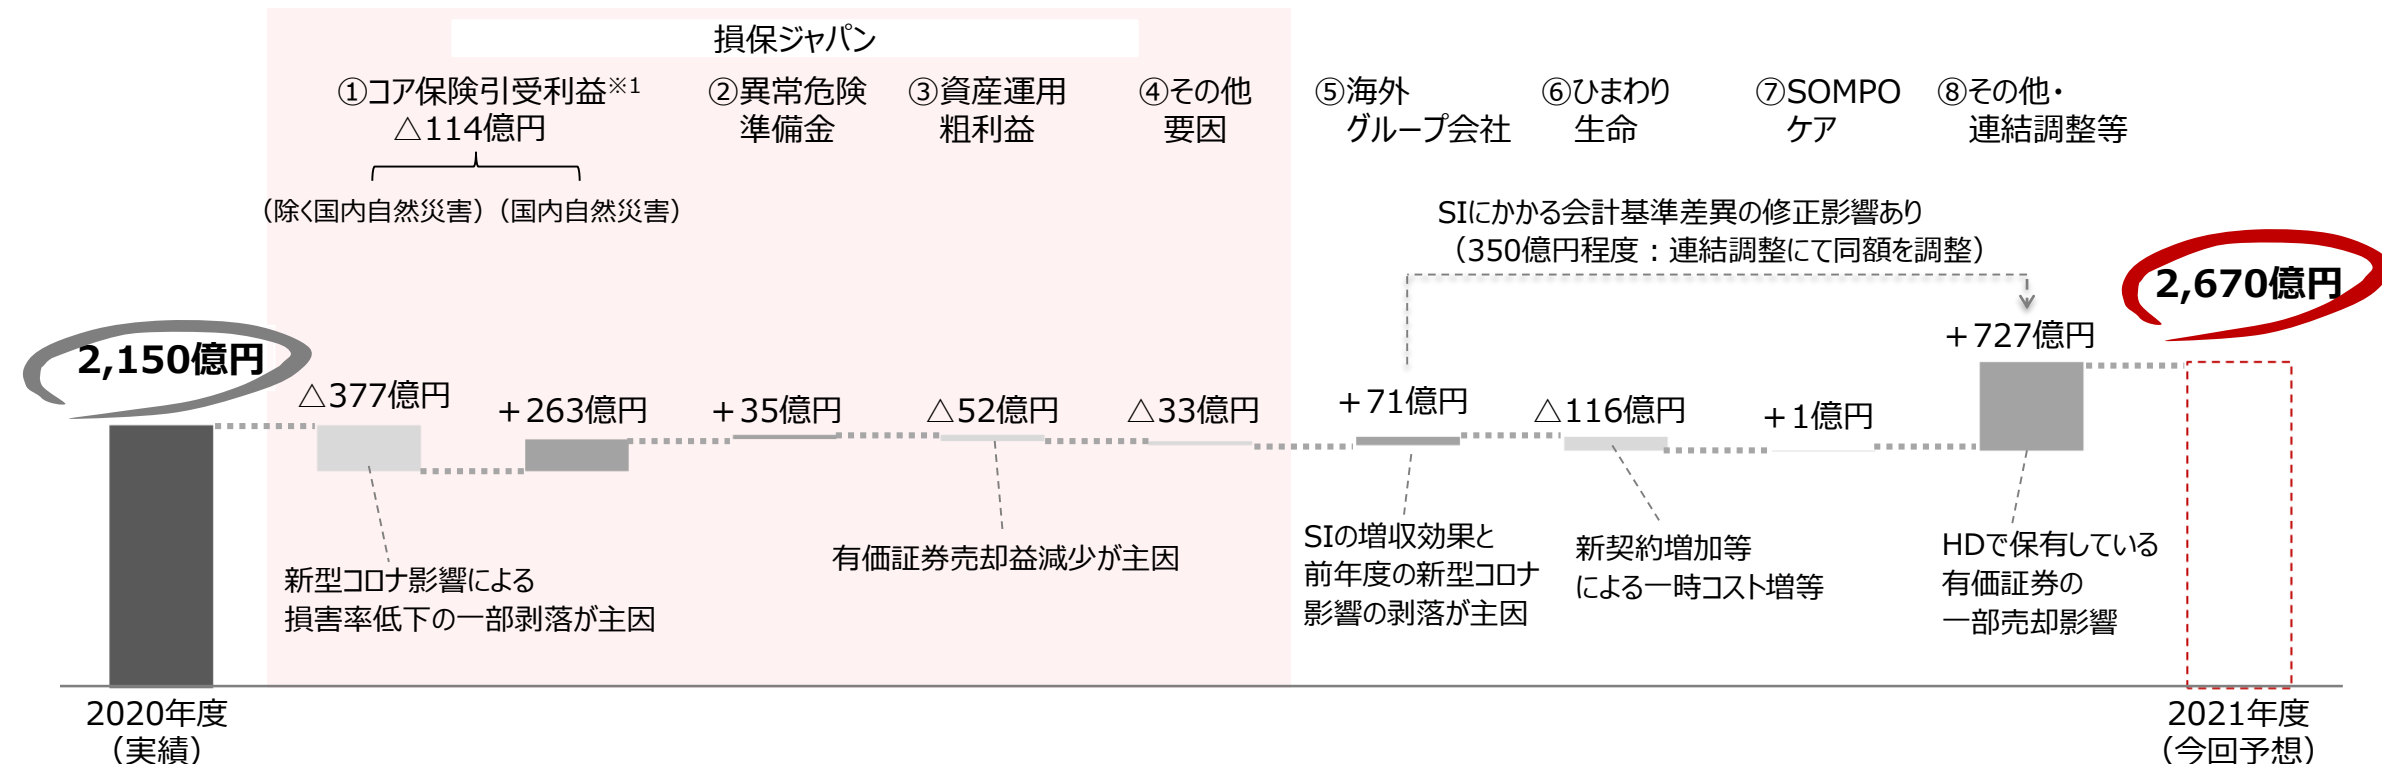 損保ジャパン
①コア保険引受利益※1
△114億円
②異常危険
準備金
③資産運用
粗利益
④その他
要因
⑤海外
グループ会社
⑥ひまわり
生命
⑦SOMPO
ケア
⑧その他・
連結調整等
（除く国内自然災害）（国内自然災害）
SIにかかる会計基準差異の修正影響あり
（350億円程度：連結調整にて同額を調整）
2,150億円
△377億円
＋263億円
＋35億円
△52億円
△33億円
＋71億円
△116億円
＋1億円
＋727億円
2,670億円
新型コロナ影響による
損害率低下の一部剥落が主因
有価証券売却益減少が主因
SIの増収効果と
前年度の新型コロナ
影響の剥落が主因
新契約増加等
による一時コスト増等
HDで保有している
有価証券の
一部売却影響
2020年度
（実績）
2021年度
（今回予想）